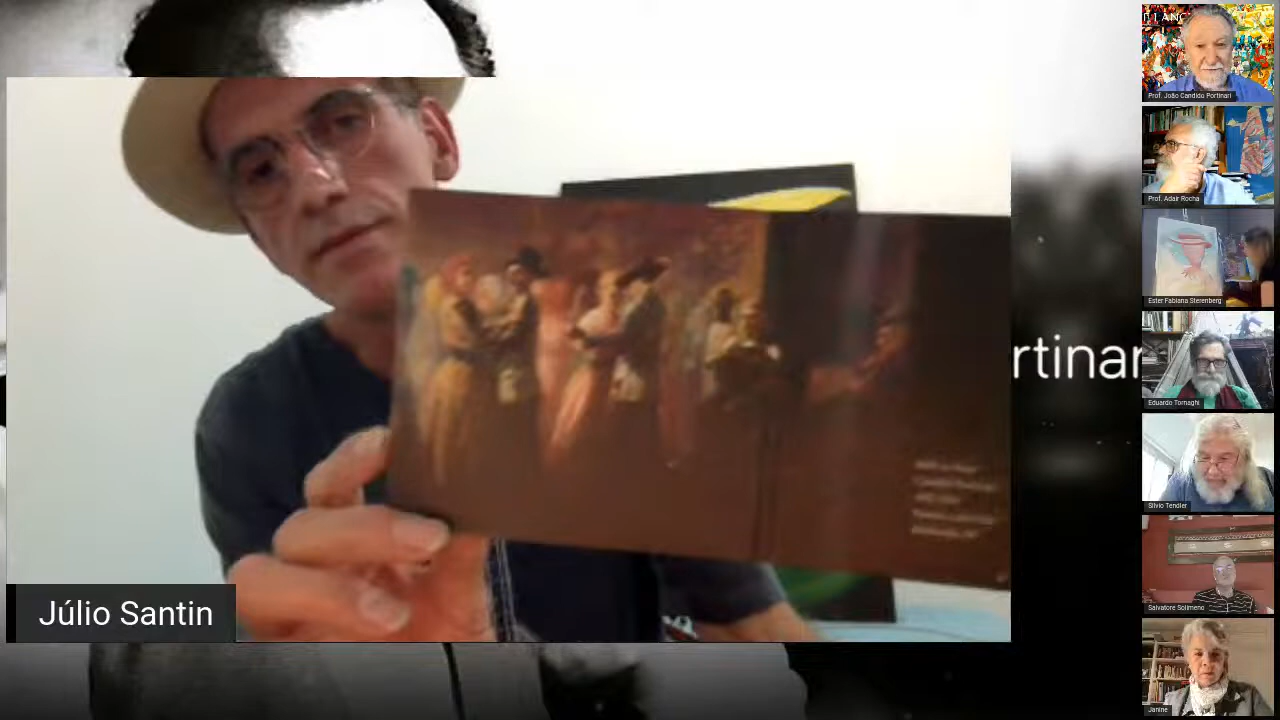 Júlio Santin
rtinar
Prof. João Candido Portinari
Prof. Adair Rocha
Ester Fabiana Sterenberg
Eduardo Tornaghi
Silvio Tendler
Salvatore Solimeno
Janine